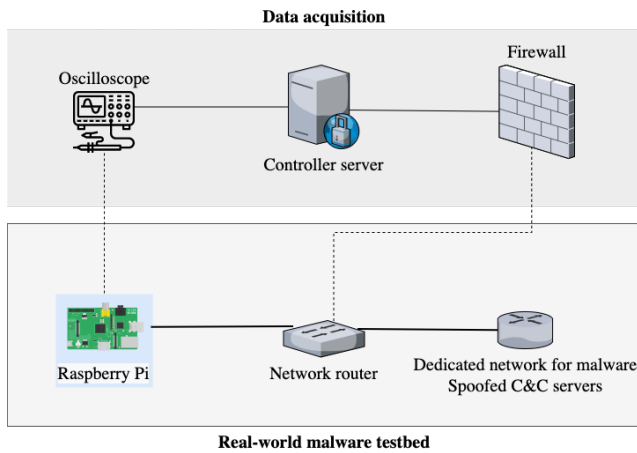 Data acquisition
Firewall
Oscilloscope
Controller server
Raspberry Pi
Network router
Dedicated network for malware
Spoofed C&C servers
Real-world malware testbed